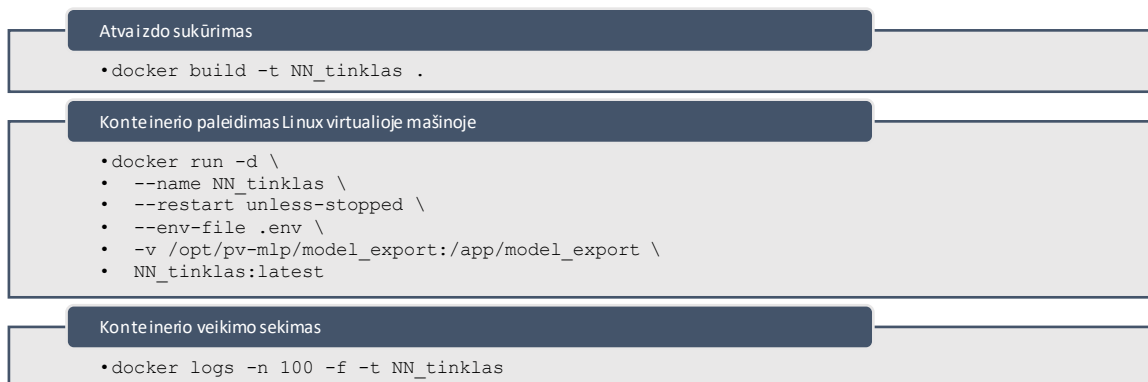 Atvaizdo sukūrimas
•docker build -t NN_tinklas .
Konteinerio paleidimas Linux virtualioje mašinoje
•docker run -d \
• --name NN_tinklas \
• --restart unless-stopped \
• --env-file .env \
• -v /opt/pv-mlp/model_export:/app/model_export \
• NN_tinklas:latest
Konteinerio veikimo sekimas
•docker logs -n 100 -f -t NN_tinklas